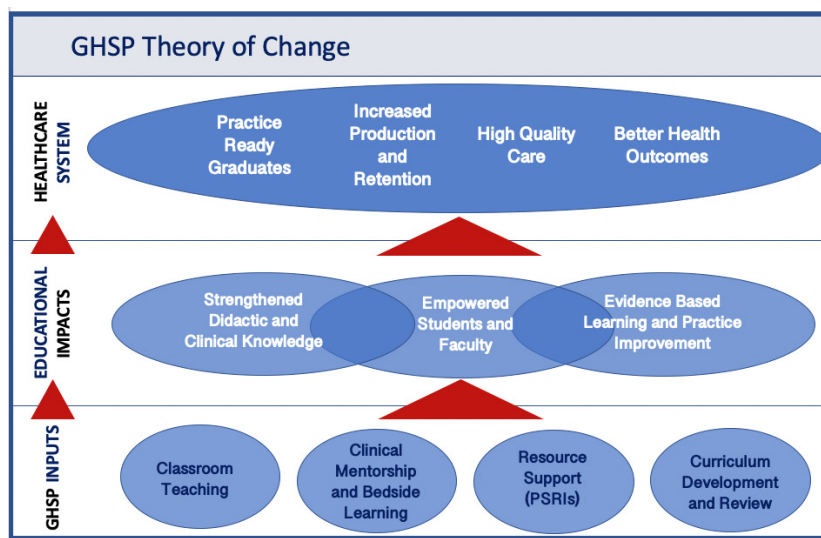 GHSP Theory of Change
HEALTHCARE
SYSTEM
Practice
Ready
Graduates
Increased
Production
and
Retention
High Quality
Care
Better Health
Outcomes
EDUCATIONAL
IMPACTS
Strengthened
Didactic and
Clinical Knowledge
Empowered
Students and
Faculty
Evidence Based
Learning and Practice
Improvement
GHSP INPUTS
Classroom
Teaching
Clinical
Mentorship
and Bedside
Learning
Resource
Support
(PSRIs)
Curriculum
Development
and Review